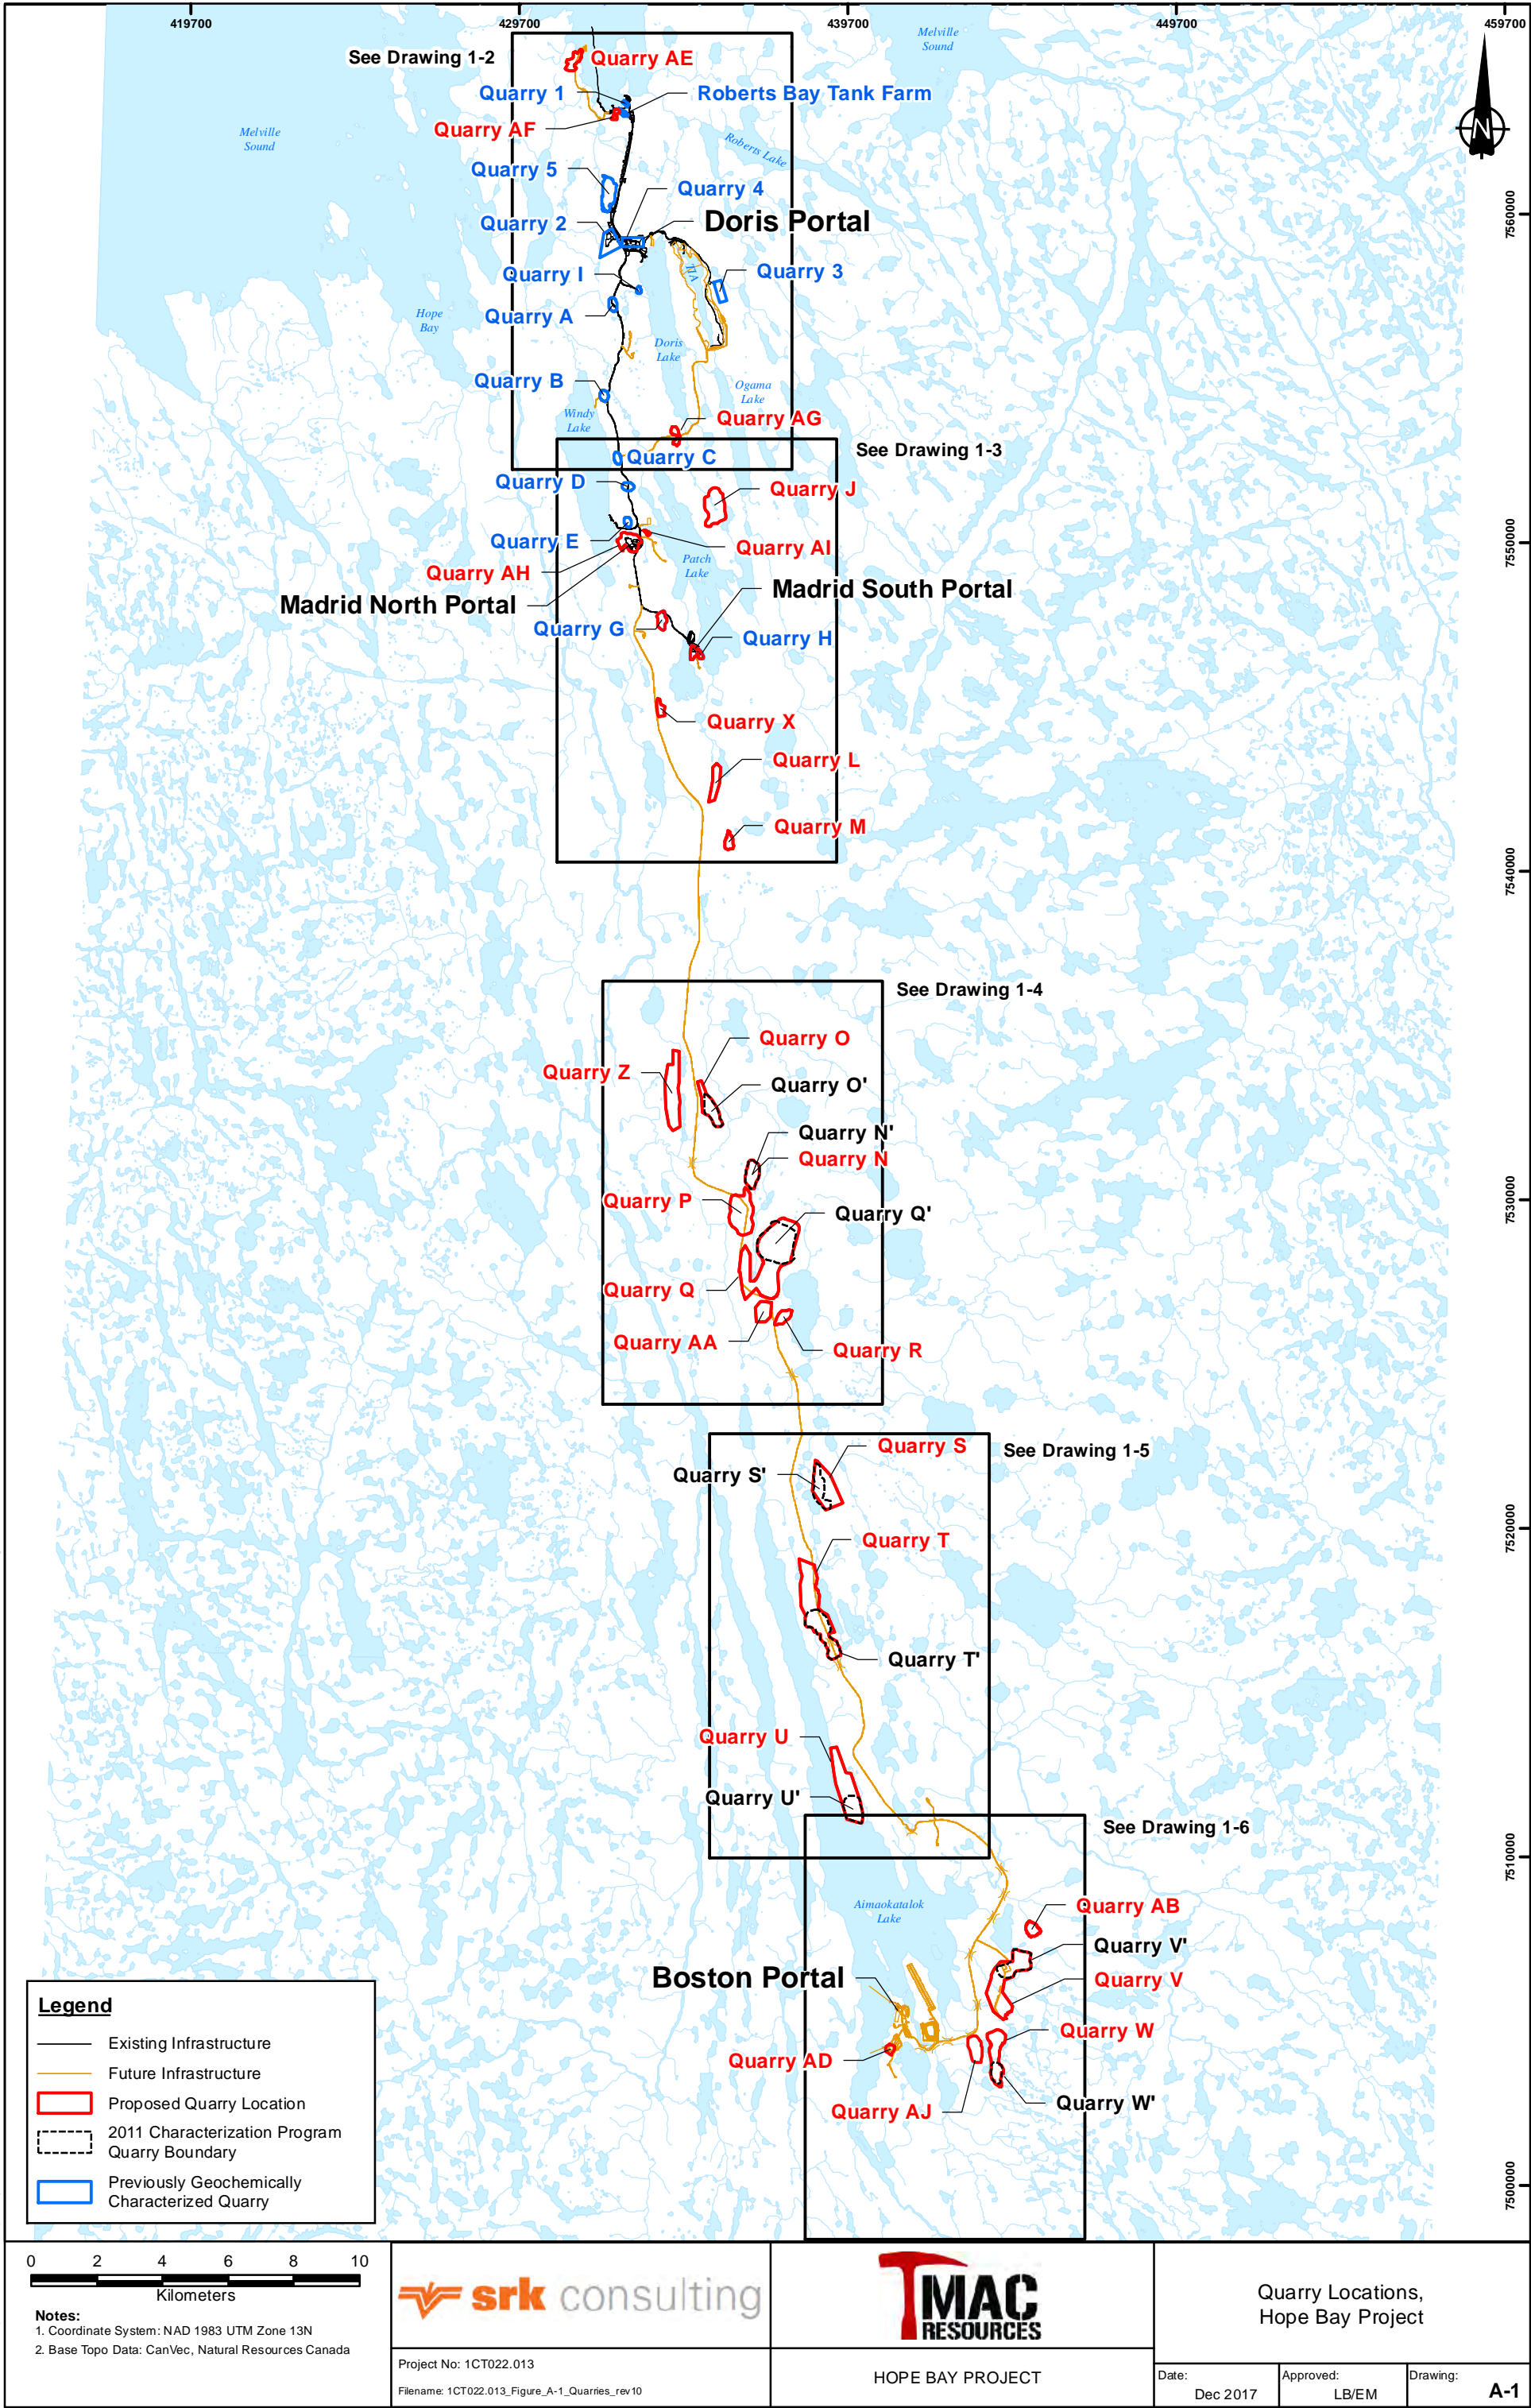 419700
429700
439700
449700
459700
See Drawing 1-2
Quarry AE
Melville
Sound
Quarry 1
Roberts Bay Tank Farm
Quarry AF
Melville
Sound
Roberts Lake
N
Quarry 5
Quarry 4
Quarry 2
Doris Portal
7560000
Quarry I
TIA
Quarry 3
Quarry A
Hope
Bay
Doris
Lake
Quarry B
Ogama
Lake
Windy
Lake
Quarry AG
See Drawing 1-3
Quarry C
Quarry D
Quarry J
Quarry E
Quarry AI
7550000
Quarry AH
Patch
Lake
Madrid North Portal
Madrid South Portal
Quarry G
Quarry H
Quarry X
Quarry L
Quarry M
7540000
See Drawing 1-4
Quarry O
Quarry Z
Quarry O'
Quarry N'
Quarry N
Quarry P
7530000
Quarry Q'
Quarry Q
Quarry AA
Quarry R
See Drawing 1-5
Quarry S
Quarry S'
7520000
Quarry T
Quarry T'
Quarry U
Quarry U'
See Drawing 1-6
7510000
Aimaokatalok
Lake
Quarry AB
Quarry V'
Boston Portal
Quarry V
Quarry W
Quarry AD
Quarry W'
Quarry AJ
7500000
Legend
Existing Infrastructure
Future Infrastructure
Proposed Quarry Location
2011 Characterization Program
Quarry Boundary
Previously Geochemically
Characterized Quarry
0 2 4 6 8 10
Kilometers
Notes:
1. Coordinate System: NAD 1983 UTM Zone 13N
2. Base Topo Data: CanVec, Natural Resources Canada
srk consulting
Project No: 1CT022.013
Filename: 1CT022.013_Figure_A-1_Quarries_rev10
TMAC
RESOURCES
HOPE BAY PROJECT
Quarry Locations,
Hope Bay Project
Date:
Dec 2017
Approved:
LB/EM
Drawing:
A-1